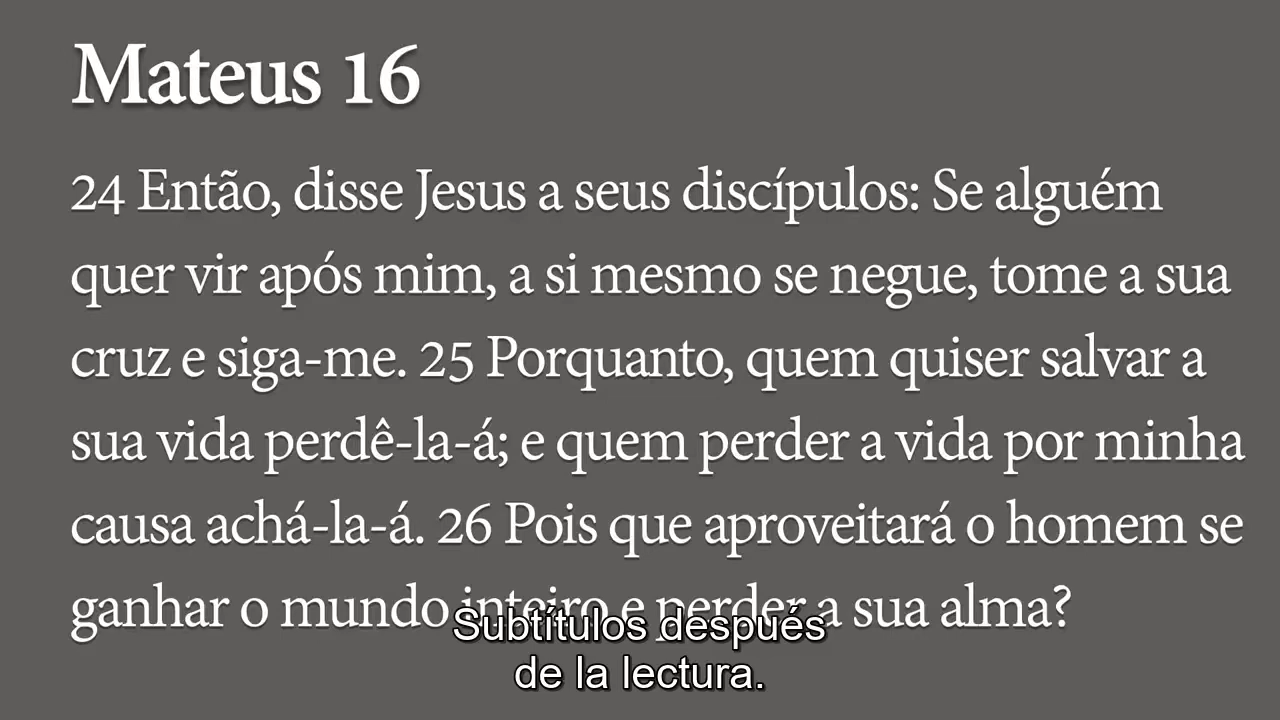 Mateus 16
24 Então, disse Jesus a seus discípulos: Se alguém
quer vir após mim, a si mesmo se negue, tome a sua
cruz e siga-me. 25 Porquanto, quem quiser salvar a
sua vida perdê-la-á; e quem perder a vida por minha
causa achá-la-á. 26 Pois que aproveitará o homem se
ganhar o mundo inteiro e perder a sua alma?
Subtítulos después
de la lectura.